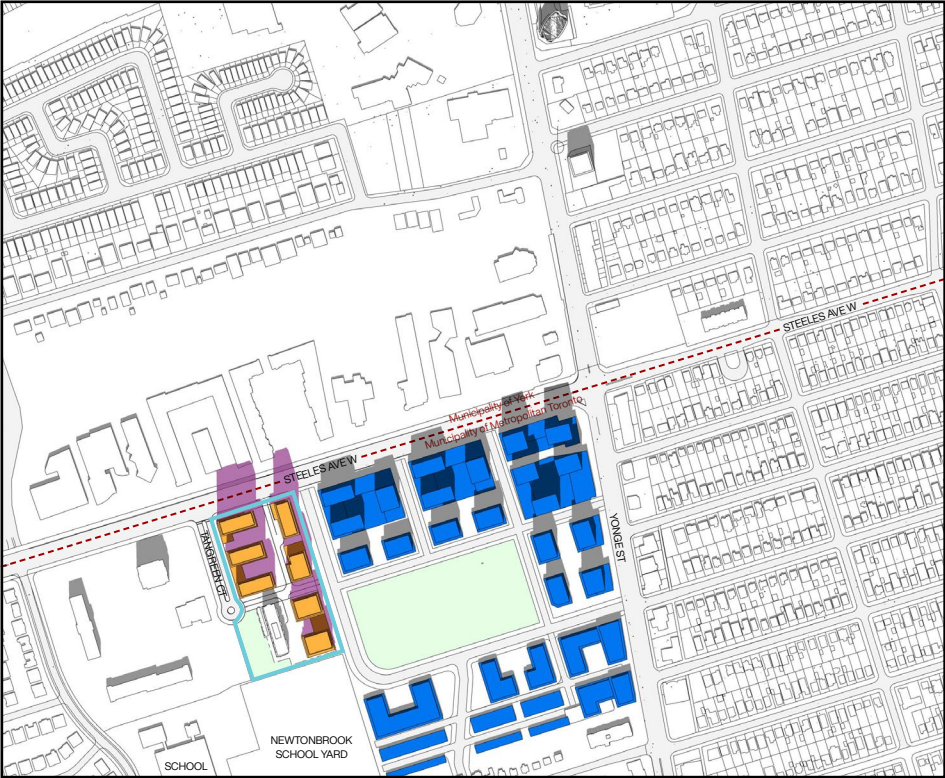 STEELES AVE W
Municipality of York
Municipality of Metropolitan Toronto
STEELES AVE W
YONGE ST
TANGREEN CT
NEWTONBROOK
SCHOOL YARD
SCHOOL